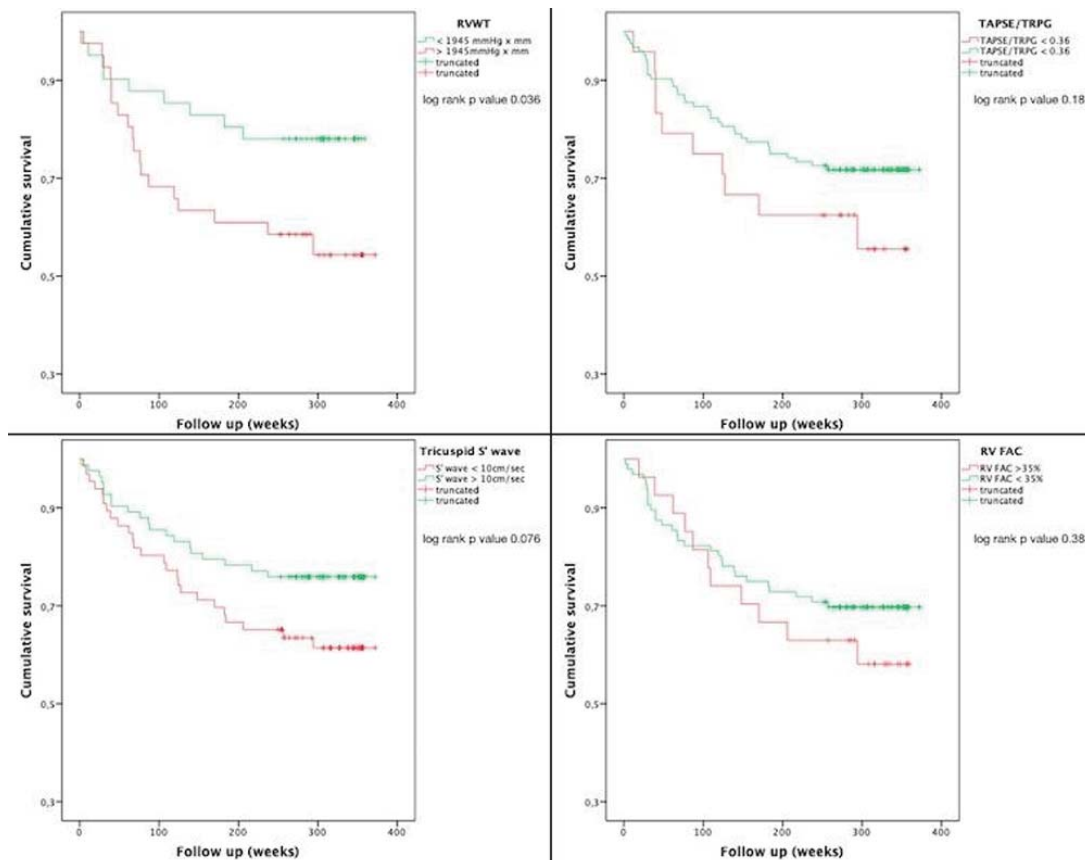 RVWT
< 1945 mmHg x mm
> 1945mmHg x mm
truncated
truncated
log rank p value 0.036
Cumulative survival
0,9
0,7
0,5
0,3
0 100 200 300 400
Follow up (weeks)
TAPSE/TRPG
TAPSE/TRPG < 0.36
TAPSE/TRPG < 0.36
truncated
truncated
log rank p value 0.18
Cumulative survival
0,9
0,7
0,5
0,3
0 100 200 300 400
Follow up (weeks)
Tricuspid S' wave
S' wave < 10cm/sec
S' wave > 10cm/sec
truncated
truncated
log rank p value 0.076
Cumulative survival
0,9
0,7
0,5
0,3
0 100 200 300 400
Follow up (weeks)
RV FAC
RV FAC >35%
RV FAC < 35%
truncated
truncated
log rank p value 0.38
Cumulative survival
0,9
0,7
0,5
0,3
0 100 200 300 400
Follow up (weeks)